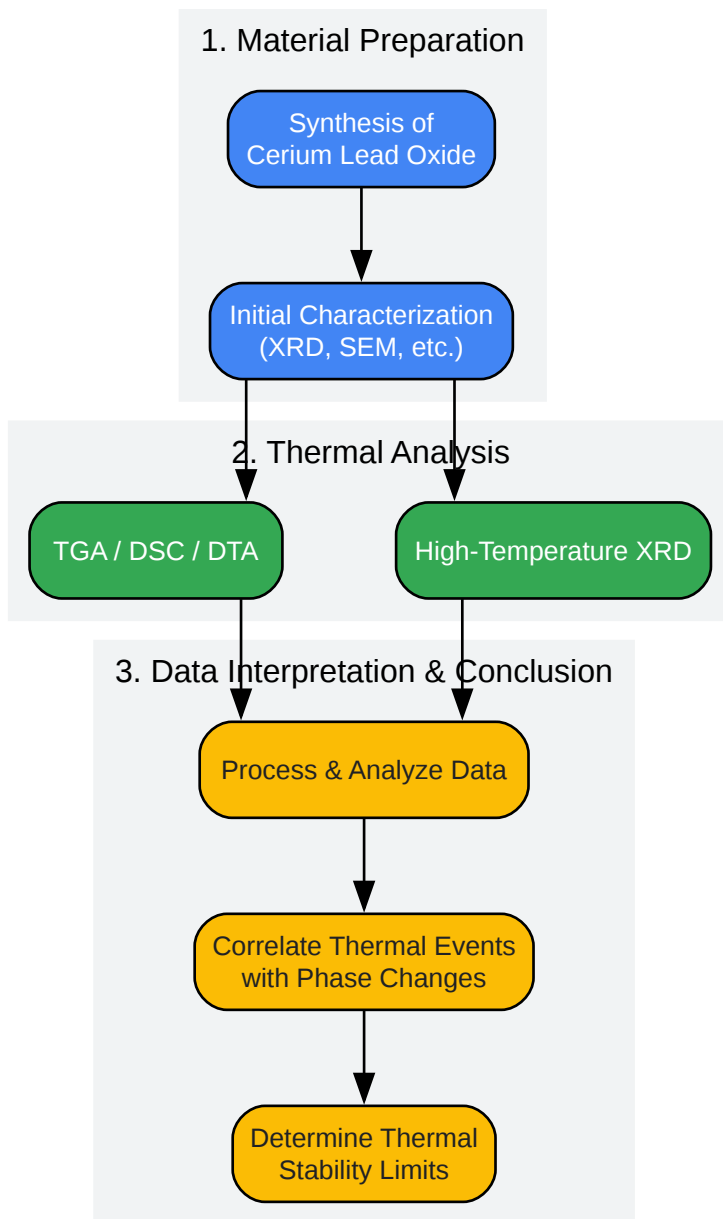 1. Material Preparation
Synthesis of
Cerium Lead Oxide
Initial Characterization
(XRD, SEM, etc.)
2. Thermal Analysis
TGA / DSC / DTA
High-Temperature XRD
3. Data Interpretation & Conclusion
Process & Analyze Data
Correlate Thermal Events
with Phase Changes
Determine Thermal
Stability Limits